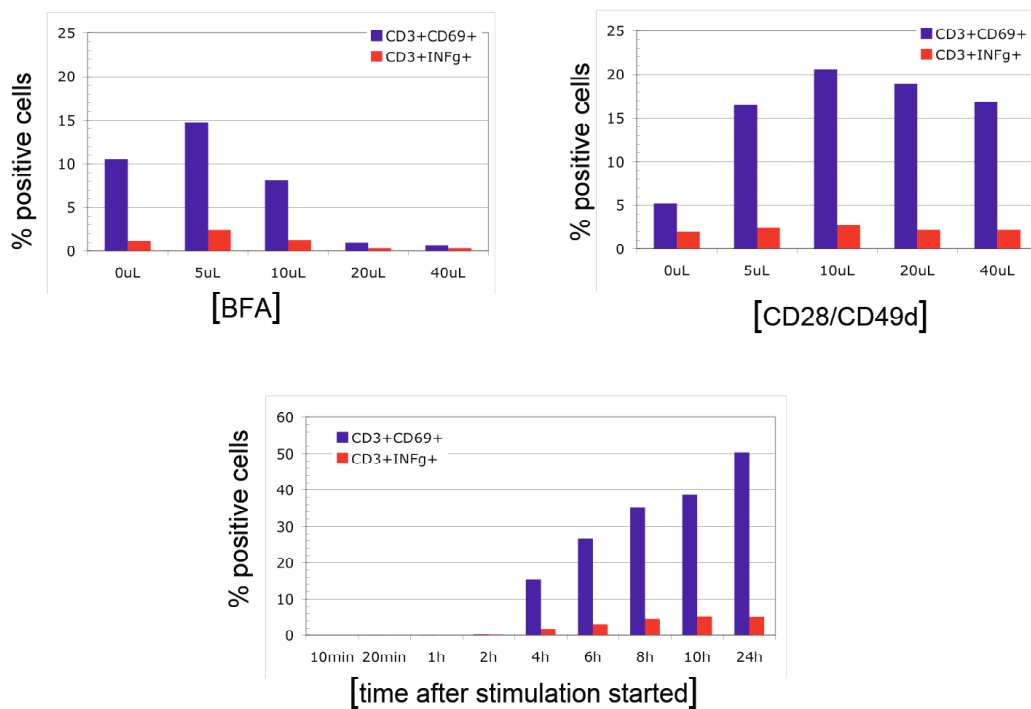 CD3+CD69+
CD3+INFg+
25
20
15
10
5
0
% positive cells
0uL 5uL 10uL 20uL 40uL
[BFA]
CD3+CD69+
CD3+INFg+
25
20
15
10
5
0
% positive cells
0uL 5uL 10uL 20uL 40uL
[CD28/CD49d]
60
50
40
30
20
10
0
CD3+CD69+
CD3+INFg+
% positive cells
10min 20min 1h 2h 4h 6h 8h 10h 24h
[time after stimulation started]